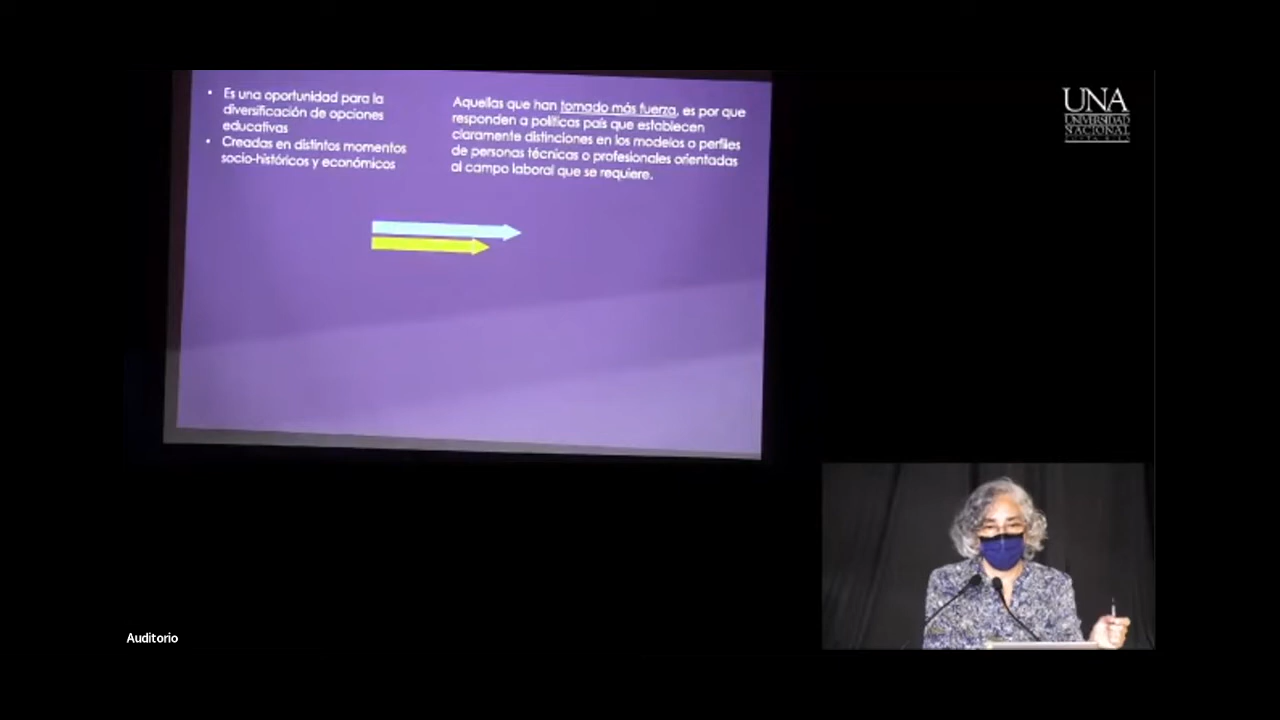 • Es una oportunidad para la
diversificación de opciones
educativas
• Creadas en distintos momentos
socio-históricos y económicos
Aquellas que han tomado más fuerza, es por que
responden a políticas país que establecen
claramente distinciones en los modelos o perfiles
de personas técnicas o profesionales orientadas
al campo laboral que se requiere.
UNA
UNIVERSIDAD
NACIONAL
COSTA RICA
Auditorio